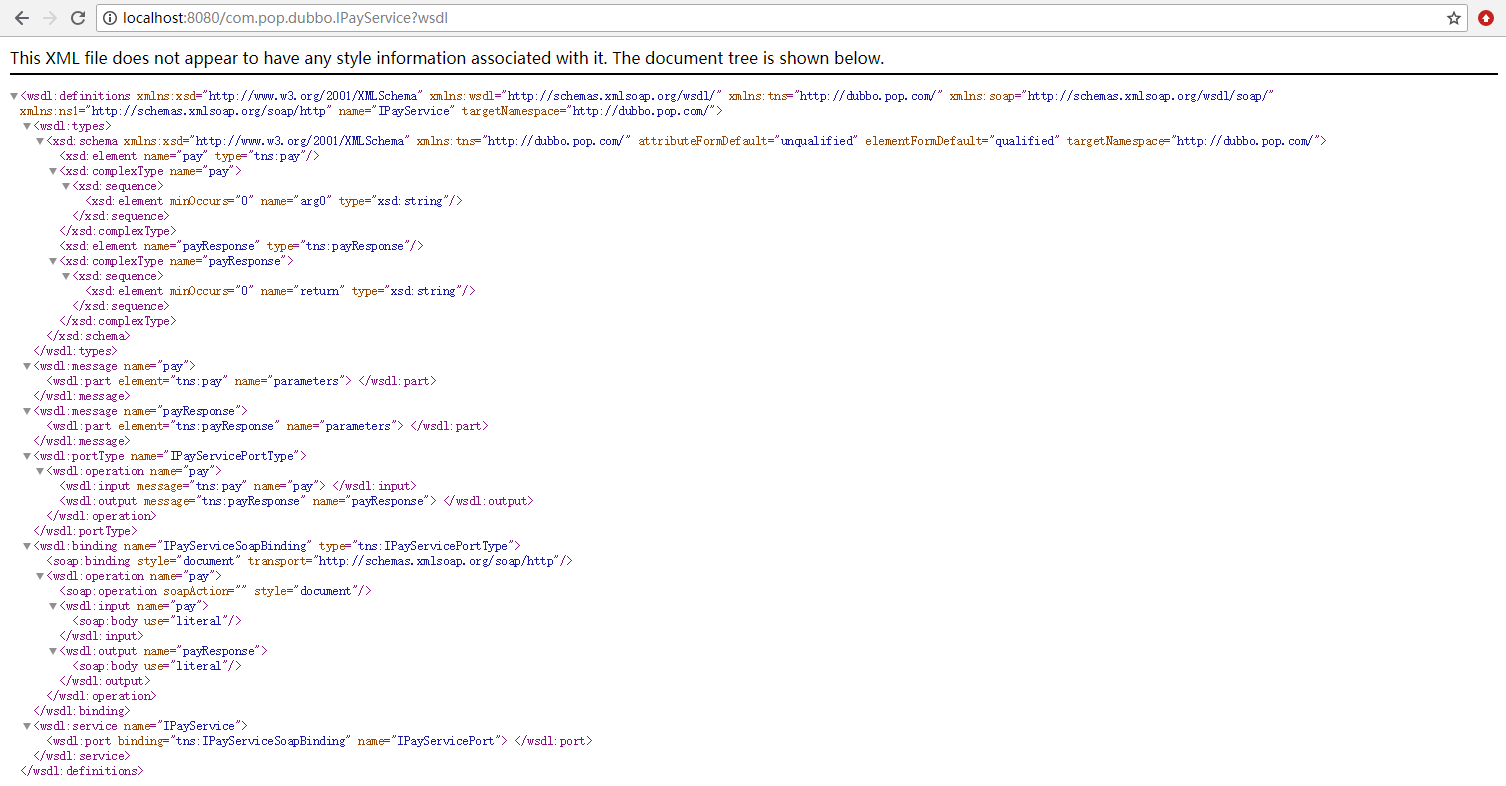 localhost:8080/com.pop.dubbo.IPayService?wsdl
This XML file does not appear to have any style information associated with it. The document tree is shown below.
<wsdl:definitions xmlns:xsd="http://www.w3.org/2001/XMLSchema" xmlns:wsdl="http://schemas.xmlsoap.org/wsdl/" xmlns:tns="http://dubbo.pop.com/" xmlns:soap="http://schemas.xmlsoap.org/wsdl/soap/"
xmlns:ns1="http://schemas.xmlsoap.org/soap/http" name="IPayService" targetNamespace="http://dubbo.pop.com/">
<wsdl:types>
<xsd:schema xmlns:xsd="http://www.w3.org/2001/XMLSchema" xmlns:tns="http://dubbo.pop.com/" attributeFormDefault="unqualified" elementFormDefault="qualified" targetNamespace="http://dubbo.pop.com/">
<xsd:element name="pay" type="tns:pay"/>
<xsd:complexType name="pay">
<xsd:sequence>
<xsd:element minOccurs="0" name="arg0" type="xsd:string"/>
</xsd:sequence>
</xsd:complexType>
<xsd:element name="payResponse" type="tns:payResponse"/>
<xsd:complexType name="payResponse">
<xsd:sequence>
<xsd:element minOccurs="0" name="return" type="xsd:string"/>
</xsd:sequence>
</xsd:complexType>
</xsd:schema>
</wsdl:types>
<wsdl:message name="pay">
<wsdl:part element="tns:pay" name="parameters"> </wsdl:part>
</wsdl:message>
<wsdl:message name="payResponse">
<wsdl:part element="tns:payResponse" name="parameters"> </wsdl:part>
</wsdl:message>
<wsdl:portType name="IPayServicePortType">
<wsdl:operation name="pay">
<wsdl:input message="tns:pay" name="pay"> </wsdl:input>
<wsdl:output message="tns:payResponse" name="payResponse"> </wsdl:output>
</wsdl:operation>
</wsdl:portType>
<wsdl:binding name="IPayServiceSoapBinding" type="tns:IPayServicePortType">
<soap:binding style="document" transport="http://schemas.xmlsoap.org/soap/http"/>
<wsdl:operation name="pay">
<soap:operation soapAction="" style="document"/>
<wsdl:input name="pay">
<soap:body use="literal"/>
</wsdl:input>
<wsdl:output name="payResponse">
<soap:body use="literal"/>
</wsdl:output>
</wsdl:operation>
</wsdl:binding>
<wsdl:service name="IPayService">
<wsdl:port binding="tns:IPayServiceSoapBinding" name="IPayServicePort"> </wsdl:port>
</wsdl:service>
</wsdl:definitions>